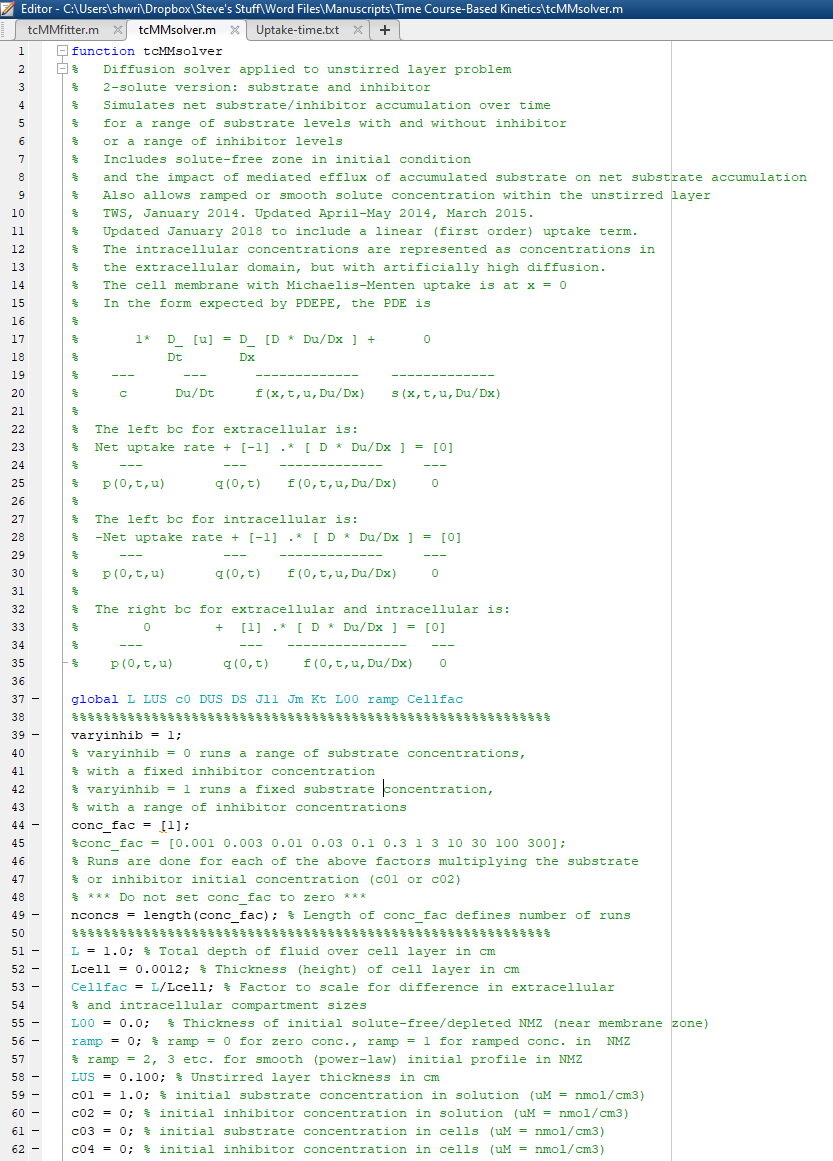 Editor - C:\Users\shwri\Dropbox\Steve's Stuff\Word Files\Manuscripts\Time Course-Based Kinetics\tcMMsolver.m
tcMMfitter.m × tcMMsolver.m × Uptake-time.txt × +
1 function tcMMsolver
2 % Diffusion solver applied to unstirred layer problem
3 % 2-solute version: substrate and inhibitor
4 % Simulates net substrate/inhibitor accumulation over time
5 % for a range of substrate levels with and without inhibitor
6 % or a range of inhibitor levels
7 % Includes solute-free zone in initial condition
8 % and the impact of mediated efflux of accumulated substrate on net substrate accumulation
9 % Also allows ramped or smooth solute concentration within the unstirred layer
10 % TWS, January 2014. Updated April-May 2014, March 2015.
11 % Updated January 2018 to include a linear (first order) uptake term.
12 % The intracellular concentrations are represented as concentrations in
13 % the extracellular domain, but with artificially high diffusion.
14 % The cell membrane with Michaelis-Menten uptake is at x = 0
15 % In the form expected by PDEPE, the PDE is
16 %
17 % 1* D_ [u] = D_ [D * Du/Dx ] + 0
18 % Dt Dx
19 % --- --- ------------- -------------
20 % c Du/Dt f(x,t,u,Du/Dx) s(x,t,u,Du/Dx)
21 %
22 % The left bc for extracellular is:
23 % Net uptake rate + [-1] .* [ D * Du/Dx ] = [0]
24 % --- --- ------------- ---
25 % p(0,t,u) q(0,t) f(0,t,u,Du/Dx) 0
26 %
27 % The left bc for intracellular is:
28 % -Net uptake rate + [-1] .* [ D * Du/Dx ] = [0]
29 % --- --- ------------- ---
30 % p(0,t,u) q(0,t) f(0,t,u,Du/Dx) 0
31 %
32 % The right bc for extracellular and intracellular is:
33 % 0 + [1] .* [ D * Du/Dx ] = [0]
34 % --- --- --------------- ---
35 % p(0,t,u) q(0,t) f(0,t,u,Du/Dx) 0
36
37 – global L LUS c0 DUS DS J11 Jm Kt L00 ramp Cellfac
38 %%%%%%%%%%%%%%%%%%%%%%%%%%%%%%%%%%%%%%%%%%%%%%%%%%%%%%%%%%%%
39 – varyinhib = 1;
40 % varyinhib = 0 runs a range of substrate concentrations,
41 % with a fixed inhibitor concentration
42 % varyinhib = 1 runs a fixed substrate concentration,
43 % with a range of inhibitor concentrations
44 – conc_fac = [1];
45 %conc_fac = [0.001 0.003 0.01 0.03 0.1 0.3 1 3 10 30 100 300];
46 % Runs are done for each of the above factors multiplying the substrate
47 % or inhibitor initial concentration (c01 or c02)
48 % *** Do not set conc_fac to zero ***
49 – nconcs = length(conc_fac); % Length of conc_fac defines number of runs
50 %%%%%%%%%%%%%%%%%%%%%%%%%%%%%%%%%%%%%%%%%%%%%%%%%%%%%%%%%%%%
51 – L = 1.0; % Total depth of fluid over cell layer in cm
52 – Lcell = 0.0012; % Thickness (height) of cell layer in cm
53 – Cellfac = L/Lcell; % Factor to scale for difference in extracellular
54 % and intracellular compartment sizes
55 – L00 = 0.0; % Thickness of initial solute-free/depleted NMZ (near membrane zone)
56 – ramp = 0; % ramp = 0 for zero conc., ramp = 1 for ramped conc. in NMZ
57 % ramp = 2, 3 etc. for smooth (power-law) initial profile in NMZ
58 – LUS = 0.100; % Unstirred layer thickness in cm
59 – c01 = 1.0; % initial substrate concentration in solution (uM = nmol/cm3)
60 – c02 = 0; % initial inhibitor concentration in solution (uM = nmol/cm3)
61 – c03 = 0; % initial substrate concentration in cells (uM = nmol/cm3)
62 – c04 = 0; % initial inhibitor concentration in cells (uM = nmol/cm3)